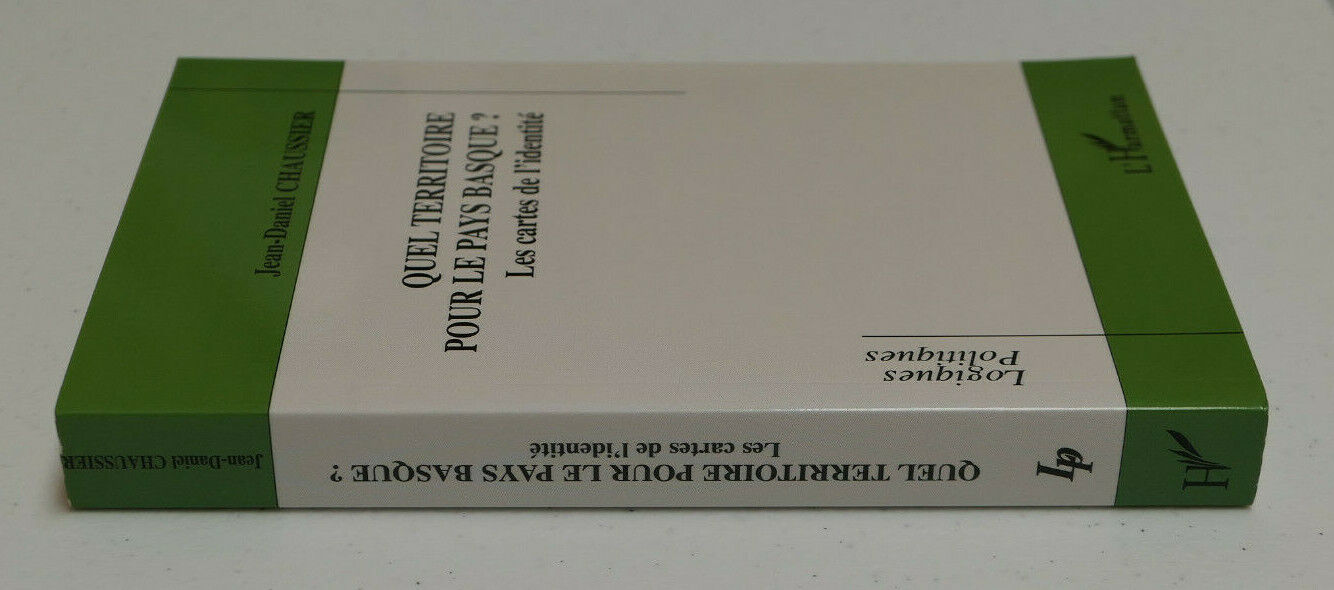 Jean-Daniel CHAUSSIER
QUEL TERRITOIRE
POUR LE PAYS BASQUE ?
Les cartes de l'identité
Logiques
Politiques
L'Harmattan
Jean-Daniel CHAUSSIER
QUEL TERRITOIRE POUR LE PAYS BASQUE ?
Les cartes de l'identité
lp
H